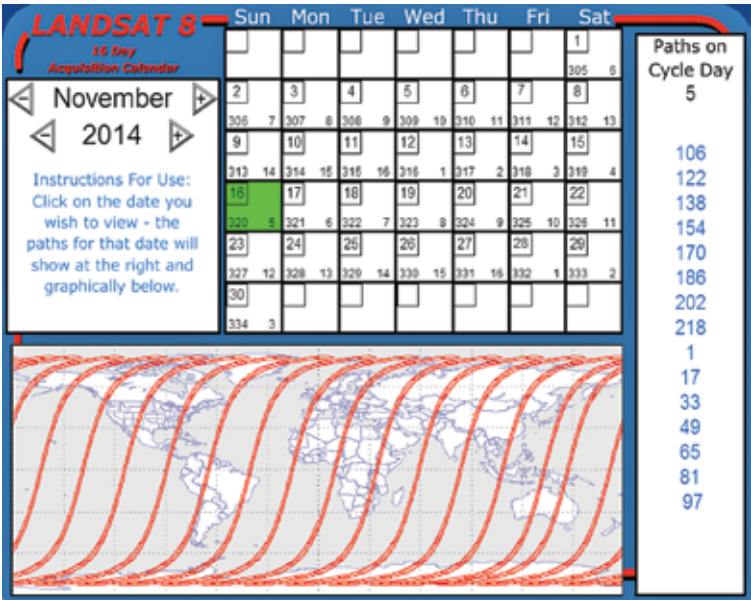 LANDSAT 8
16 Day
Acquisition Calendar
November
2014
Instructions For Use:
Click on the date you
wish to view - the
paths for that date will
show at the right and
graphically below.
Sun Mon Tue Wed Thu Fri Sat
1
305 6
2 3 4 5 6 7 8
306 7 307 8 308 9 309 10 310 11 311 12 312 13
9 10 11 12 13 14 15
313 14 314 15 315 16 316 1 317 2 318 3 319 4
16 17 18 19 20 21 22
320 5 321 6 322 7 323 8 324 9 325 10 326 11
23 24 25 26 27 28 29
327 12 328 13 329 14 330 15 331 16 332 1 333 2
30
334 3
Paths on
Cycle Day
5
106
122
138
154
170
186
202
218
1
17
33
49
65
81
97